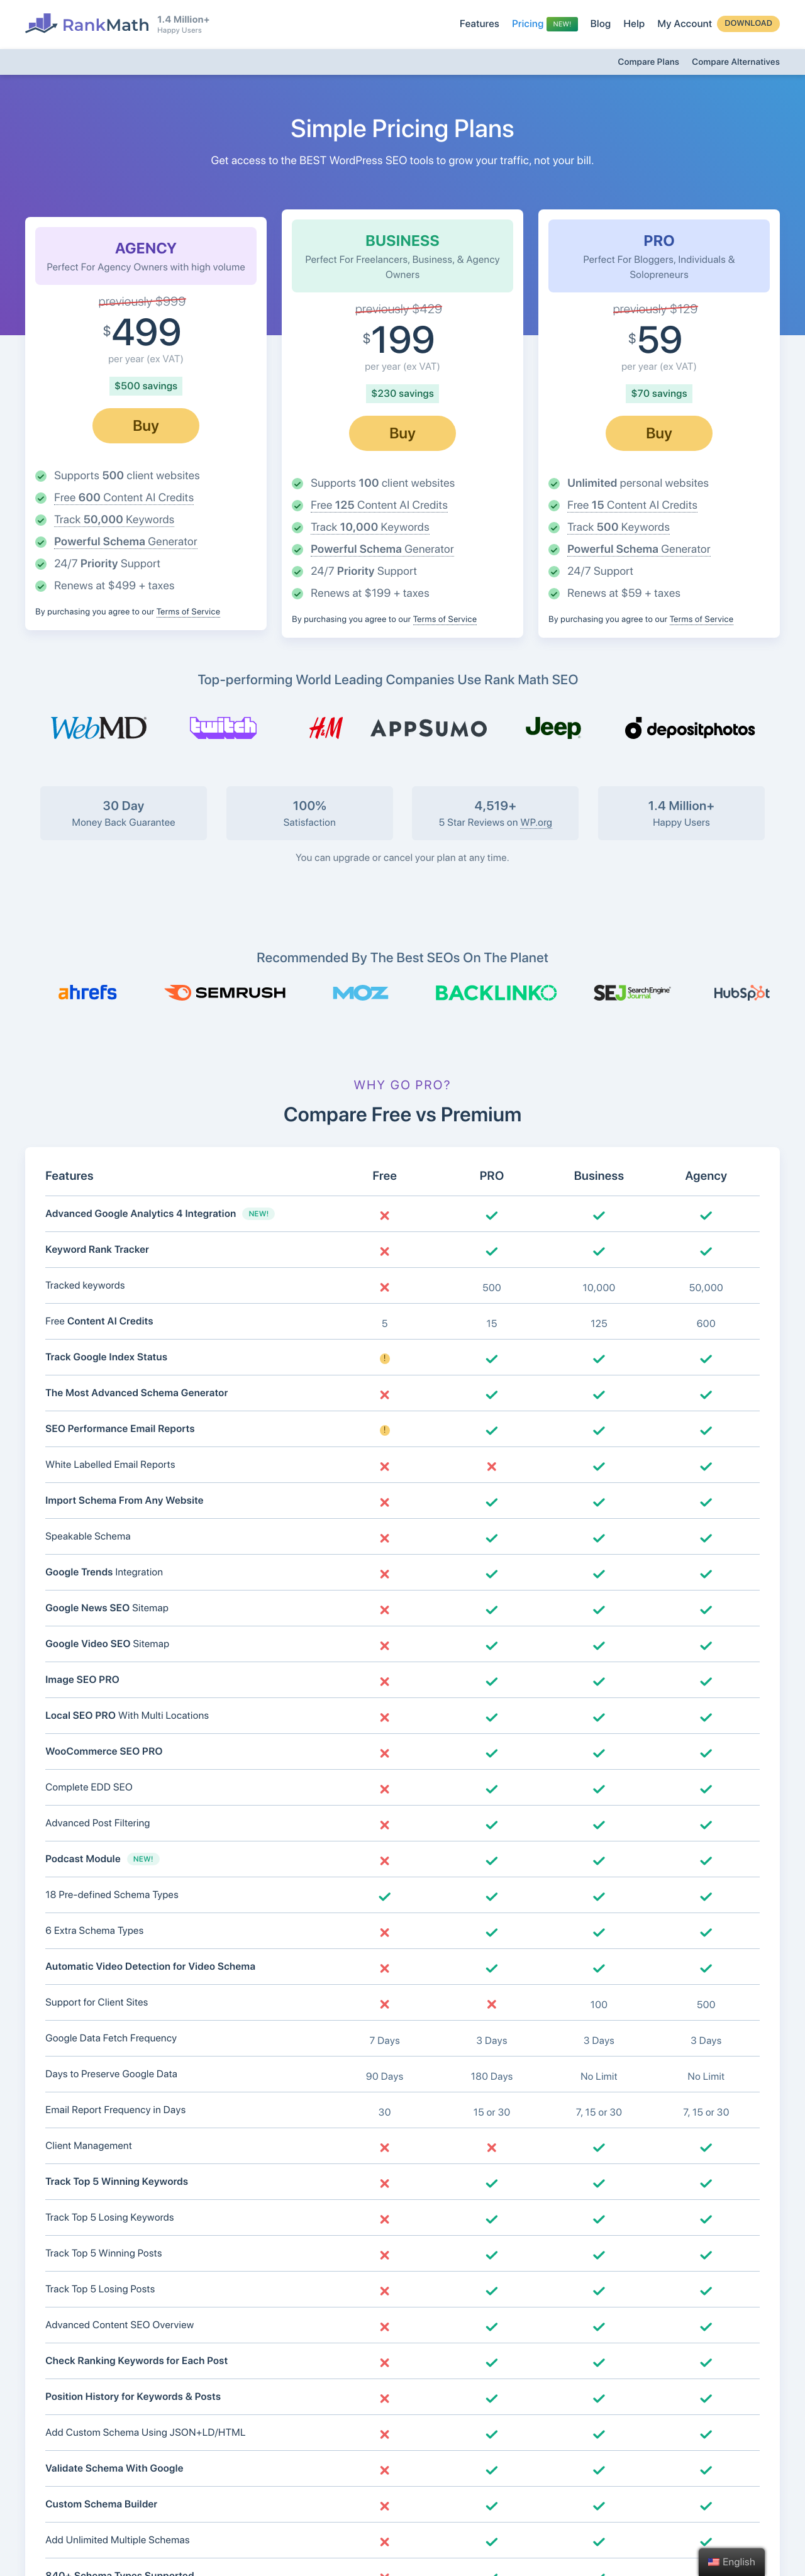 RankMath
1.4 Million+
Happy Users
Features Pricing NEW! Blog Help My Account DOWNLOAD
Compare Plans Compare Alternatives
Simple Pricing Plans
Get access to the BEST WordPress SEO tools to grow your traffic, not your bill.
AGENCY
Perfect For Agency Owners with high volume
previously $999
$499
per year (ex VAT)
$500 savings
Buy
Supports 500 client websites
Free 600 Content AI Credits
Track 50,000 Keywords
Powerful Schema Generator
24/7 Priority Support
Renews at $499 + taxes
By purchasing you agree to our Terms of Service
BUSINESS
Perfect For Freelancers, Business, & Agency
Owners
previously $429
$199
per year (ex VAT)
$230 savings
Buy
Supports 100 client websites
Free 125 Content AI Credits
Track 10,000 Keywords
Powerful Schema Generator
24/7 Priority Support
Renews at $199 + taxes
By purchasing you agree to our Terms of Service
PRO
Perfect For Bloggers, Individuals &
Solopreneurs
previously $129
$59
per year (ex VAT)
$70 savings
Buy
Unlimited personal websites
Free 15 Content AI Credits
Track 500 Keywords
Powerful Schema Generator
24/7 Support
Renews at $59 + taxes
By purchasing you agree to our Terms of Service
Top-performing World Leading Companies Use Rank Math SEO
WebMD twitch H&M APPSUMO Jeep depositphotos
30 Day
Money Back Guarantee
100%
Satisfaction
4,519+
5 Star Reviews on WP.org
1.4 Million+
Happy Users
You can upgrade or cancel your plan at any time.
Recommended By The Best SEOs On The Planet
ahrefs SEMRUSH MOZ BACKLINKO SEJ Search Engine Journal HubSpot
WHY GO PRO?
Compare Free vs Premium
Features Free PRO Business Agency
Advanced Google Analytics 4 Integration NEW!
Keyword Rank Tracker
Tracked keywords 500 10,000 50,000
Free Content AI Credits 5 15 125 600
Track Google Index Status !
The Most Advanced Schema Generator
SEO Performance Email Reports !
White Labelled Email Reports
Import Schema From Any Website
Speakable Schema
Google Trends Integration
Google News SEO Sitemap
Google Video SEO Sitemap
Image SEO PRO
Local SEO PRO With Multi Locations
WooCommerce SEO PRO
Complete EDD SEO
Advanced Post Filtering
Podcast Module NEW!
18 Pre-defined Schema Types
6 Extra Schema Types
Automatic Video Detection for Video Schema
Support for Client Sites 100 500
Google Data Fetch Frequency 7 Days 3 Days 3 Days 3 Days
Days to Preserve Google Data 90 Days 180 Days No Limit No Limit
Email Report Frequency in Days 30 15 or 30 7, 15 or 30 7, 15 or 30
Client Management
Track Top 5 Winning Keywords
Track Top 5 Losing Keywords
Track Top 5 Winning Posts
Track Top 5 Losing Posts
Advanced Content SEO Overview
Check Ranking Keywords for Each Post
Position History for Keywords & Posts
Add Custom Schema Using JSON+LD/HTML
Validate Schema With Google
Custom Schema Builder
Add Unlimited Multiple Schemas
840+ Schema Types Supported
English